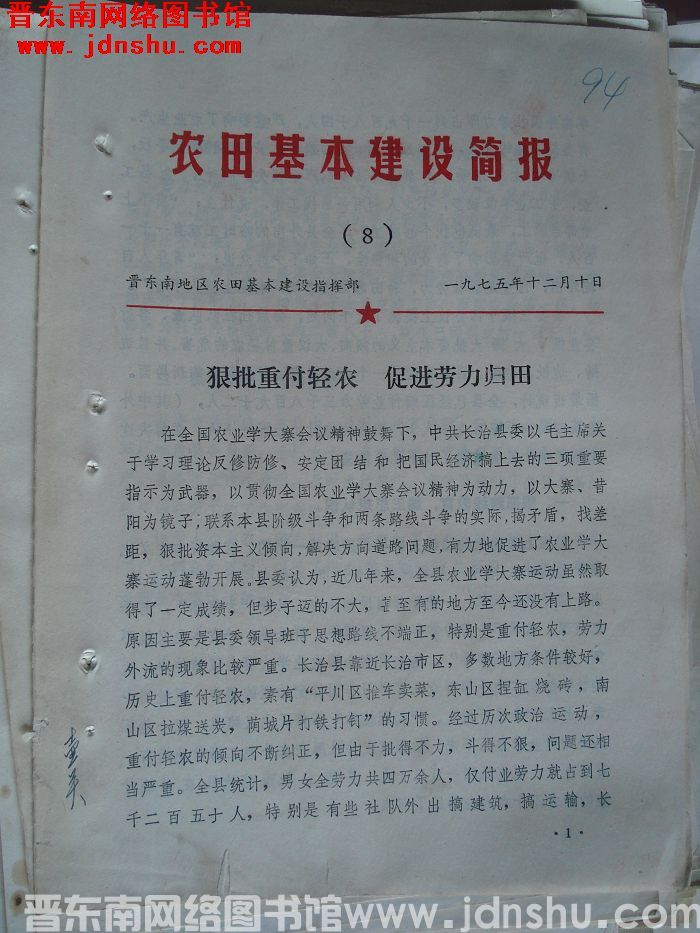 晋东南网络图书馆
www.jdnshu.com
94
农田基本建设简报
(8)
晋东南地区农田基本建设指挥部 一九七五年十二月十日
狠批重付轻农 促进劳力归田
在全国农业学大寨会议精神鼓舞下，中共长治县委以毛主席关
于学习理论反修防修、安定团结和把国民经济搞上去的三项重要
指示为武器，以贯彻全国农业学大寨会议精神为动力，以大寨、昔
阳为镜子，联系本县阶级斗争和两条路线斗争的实际，揭矛盾，找差
距，狠批资本主义倾向，解决方向道路问题，有力地促进了农业学大
寨运动蓬勃开展。县委认为，近几年来，全县农业学大寨运动虽然取
得了一定成绩，但步子迈的不大，甚至有的地方至今还没有上路。
原因主要是县委领导班子思想路线不端正，特别是重付轻农，劳力
外流的现象比较严重。长治县靠近长治市区，多数地方条件较好，
历史上重付轻农，素有“平川区推车卖菜，东山区捏缸烧砖，南
山区拉煤送炭，荫城片打铁打钉”的习惯。经过历次政治运动，
重付轻农的倾向不断纠正，但由于批得不力，斗得不狠，问题还相
当严重。全县统计，男女全劳力共四万余人，仅付业劳力就占到七
千二百五十人，特别是有些社队外出搞建筑，搞运输，长
·1·
晋东南网络图书馆www.jdnshu.com